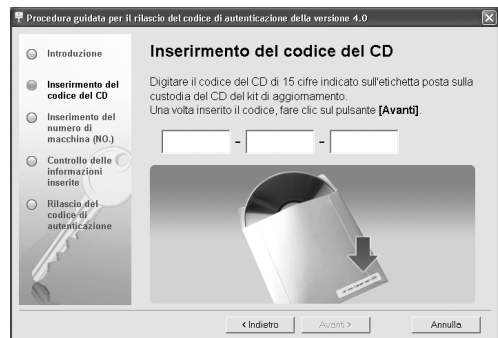 Procedura guidata per il rilascio del codice di autenticazione della versione 4.0
Introduzione
Inserirmento del
codice del CD
Inserimento del
numero di
macchina (NO.)
Controllo delle
informazioni
inserite
Rilascio del
codice di
autenticazione
Inserirmento del codice del CD
Digitare il codice del CD di 15 cifre indicato sull'etichetta posta sulla
custodia del CD del kit di aggiornamento.
Una volta inserito il codice, fare clic sul pulsante [Avanti].
- -
< Indietro
Avanti >
Annulla